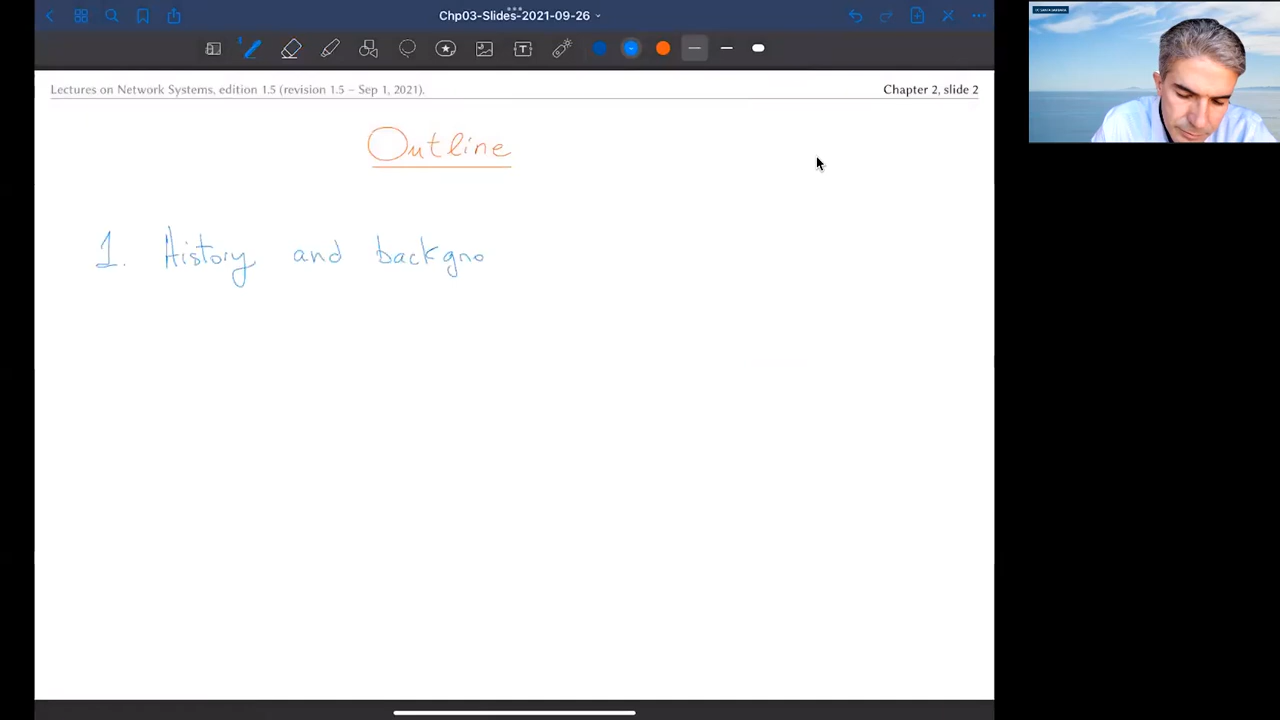 Chp03-Slides-2021-09-26
Lectures on Network Systems, edition 1.5 (revision 1.5 – Sep 1, 2021).
Chapter 2, slide 2
Outline
1. History and backgro